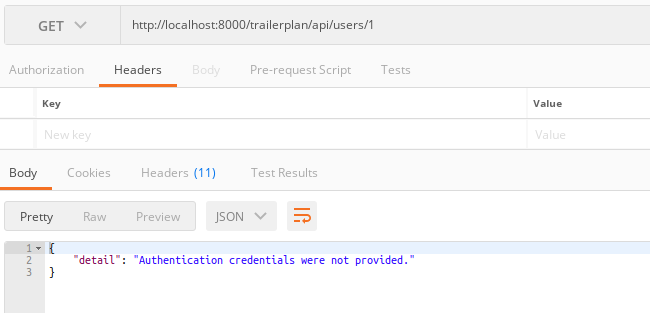 GET http://localhost:8000/trailerplan/api/users/1
Authorization Headers Body Pre-request Script Tests
Key Value
New key Value
Body Cookies Headers (11) Test Results
Pretty Raw Preview JSON
1 {
2 "detail": "Authentication credentials were not provided."
3 }